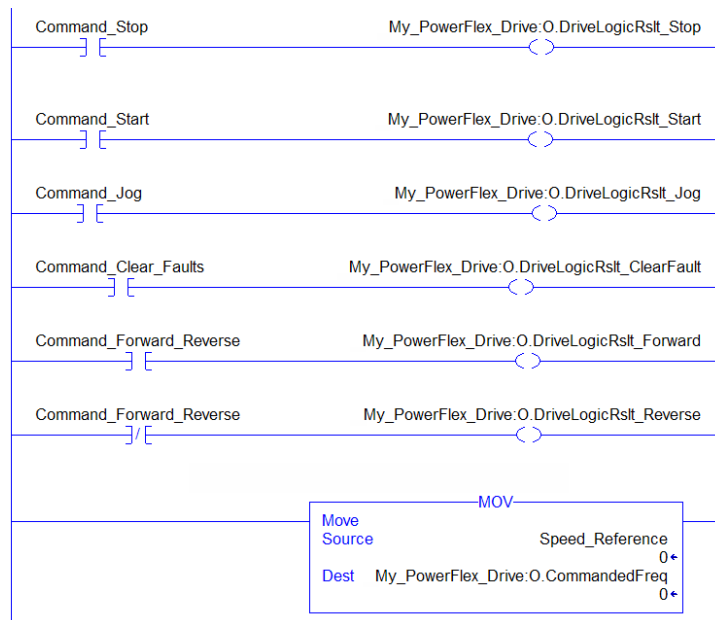 Command_Stop My_PowerFlex_Drive:O.DriveLogicRslt_Stop
Command_Start My_PowerFlex_Drive:O.DriveLogicRslt_Start
Command_Jog My_PowerFlex_Drive:O.DriveLogicRslt_Jog
Command_Clear_Faults My_PowerFlex_Drive:O.DriveLogicRslt_ClearFault
Command_Forward_Reverse My_PowerFlex_Drive:O.DriveLogicRslt_Forward
Command_Forward_Reverse My_PowerFlex_Drive:O.DriveLogicRslt_Reverse
MOV
Move
Source Speed_Reference
0
Dest My_PowerFlex_Drive:O.CommandedFreq
0